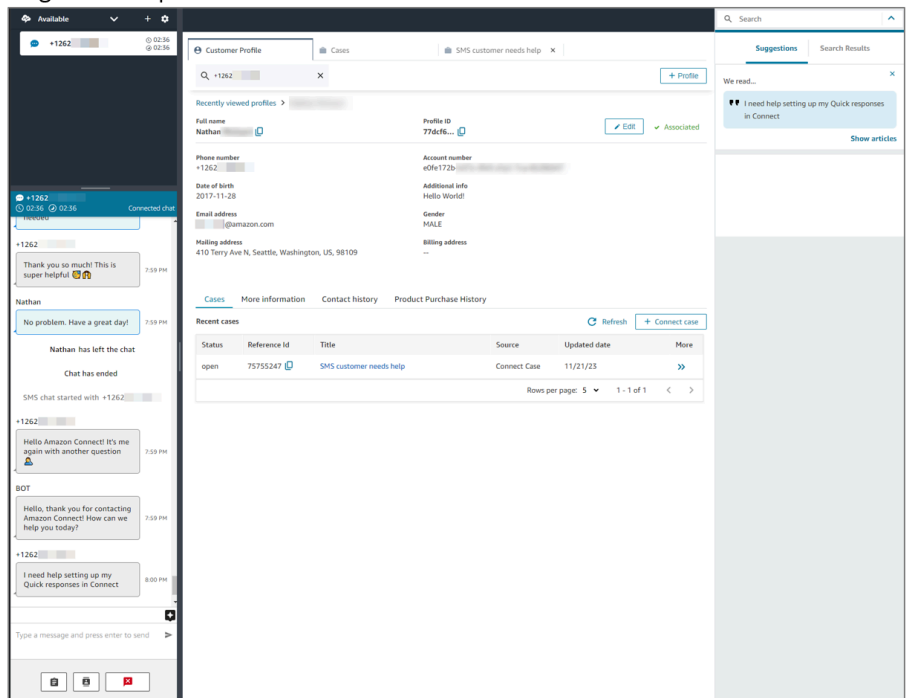 Available
+1262
02:36
02:36
+1262
02:36 02:36 Connected chat
needed
+1262
Thank you so much! This is
super helpful
7:59 PM
Nathan
No problem. Have a great day!
7:59 PM
Nathan has left the chat
Chat has ended
SMS chat started with +1262
+1262
Hello Amazon Connect! It's me
again with another question
7:59 PM
BOT
Hello, thank you for contacting
Amazon Connect! How can we
help you today?
7:59 PM
+1262
I need help setting up my
Quick responses in Connect
8:00 PM
Type a message and press enter to send
Customer Profile
Cases
SMS customer needs help
+1262
+ Profile
Recently viewed profiles >
Full name
Nathan
Profile ID
77dcf6...
Edit
Associated
Phone number
+1262
Account number
e0fe172b
Date of birth
2017-11-28
Additional info
Hello World!
Email address
@amazon.com
Gender
MALE
Mailing address
410 Terry Ave N, Seattle, Washington, US, 98109
Billing address
--
Cases More information Contact history Product Purchase History
Recent cases
Refresh
+ Connect case
Status Reference Id Title Source Updated date More
open 75755247 SMS customer needs help Connect Case 11/21/23 »
Rows per page: 5 1 - 1 of 1
Search
Suggestions Search Results
We read...
I need help setting up my Quick responses
in Connect
Show articles